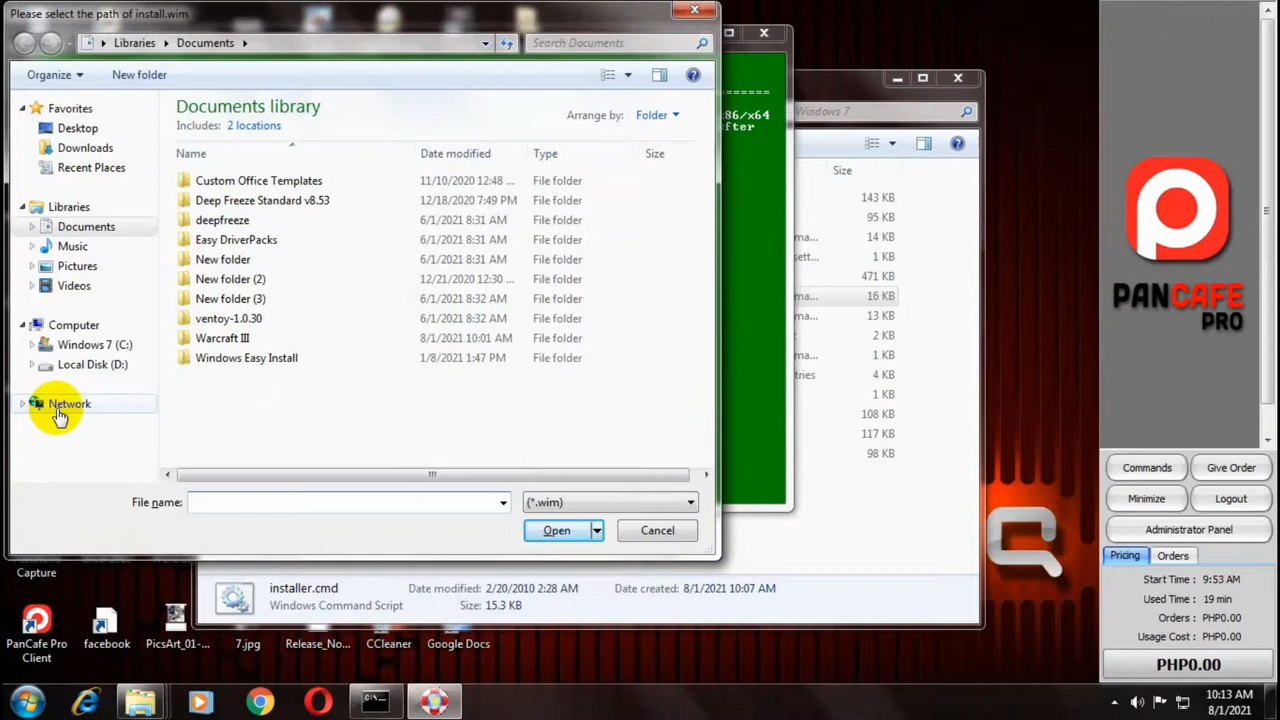 Please select the path of install.wim
Libraries Documents
Search Documents
Organize New folder
Favorites
Desktop
Downloads
Recent Places
Libraries
Documents
Music
Pictures
Videos
Computer
Windows 7 (C:)
Local Disk (D:)
Network
Documents library
Includes: 2 locations
Arrange by: Folder
Name Date modified Type Size
Custom Office Templates 11/10/2020 12:48 ... File folder
Deep Freeze Standard v8.53 12/18/2020 7:49 PM File folder
deepfreeze 6/1/2021 8:31 AM File folder
Easy DriverPacks 6/1/2021 8:31 AM File folder
New folder 6/1/2021 8:31 AM File folder
New folder (2) 12/21/2020 12:30 ... File folder
New folder (3) 6/1/2021 8:32 AM File folder
ventoy-1.0.30 6/1/2021 8:32 AM File folder
Warcraft III 8/1/2021 10:01 AM File folder
Windows Easy Install 1/8/2021 1:47 PM File folder
File name: (*.wim)
Open Cancel
=======
86/x64
fter
Windows 7
Size
143 KB
95 KB
ma... 14 KB
sett... 1 KB
471 KB
ma... 16 KB
ma... 13 KB
t 2 KB
ma... 1 KB
tries 4 KB
1 KB
108 KB
117 KB
98 KB
installer.cmd Date modified: 2/20/2010 2:28 AM Date created: 8/1/2021 10:07 AM
Windows Command Script Size: 15.3 KB
Capture
PanCafe Pro
Client
facebook
PicsArt_01-...
7.jpg
Release_No...
CCleaner
Google Docs
PANCAFE
PRO
Commands Give Order
Minimize Logout
Administrator Panel
Pricing Orders
Start Time : 9:53 AM
Used Time : 19 min
Orders : PHP0.00
Usage Cost : PHP0.00
PHP0.00
C:\_
10:13 AM
8/1/2021